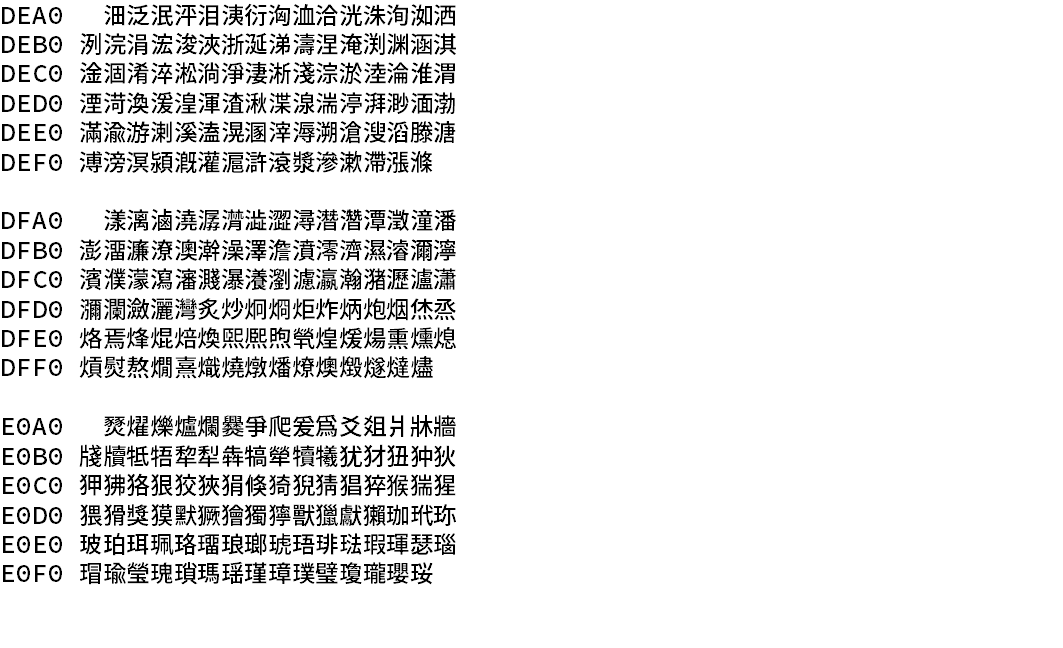 DEA0 沺泛泯泙泪洟衍洶洫洽洸洙洵洳洒
DEB0 洌浣涓浤浚浹浙涎涕濤涅淹渕渊涵淇
DEC0 淦涸淆淬淞淌淨淒淅淺淙淤淕淪淮渭
DED0 湮渮渙湲湟渾渣湫渫湶湍渟湃渺湎渤
DEE0 滿渝游溂溪溘滉溷滓溽溯滄溲滔滕溏
DEF0 溥滂溟潁漑灌滬滸滾漿滲漱滯漲滌
DFA0 漾漓滷澆潺潸澁澀潯潛濳潭澂潼潘
DFB0 澎澑濂潦澳澣澡澤澹濆澪濟濕濬濔濘
DFC0 濱濮濛瀉瀋濺瀑瀁瀏濾瀛瀚潴瀝瀘瀟
DFD0 瀰瀾瀲灑灣炙炒炯烱炬炸炳炮烟烋烝
DFE0 烙焉烽焜焙煥煕熈煦煢煌煖煬熏燻熄
DFF0 熕熨熬燗熹熾燒燉燔燎燠燬燧燵燼
E0A0 燹燿爍爐爛爨爭爬爰爲爻爼爿牀牆
E0B0 牋牘牴牾犂犁犇犒犖犢犧犹犲狃狆狄
E0C0 狎狒狢狠狡狹狷倏猗猊猜猖猝猴猯猩
E0D0 猥猾獎獏默獗獪獨獰獸獵獻獺珈玳珎
E0E0 玻珀珥珮珞璢琅瑯琥珸琲琺瑕琿瑟瑙
E0F0 瑁瑜瑩瑰瑣瑪瑶瑾璋璞璧瓊瓏瓔珱